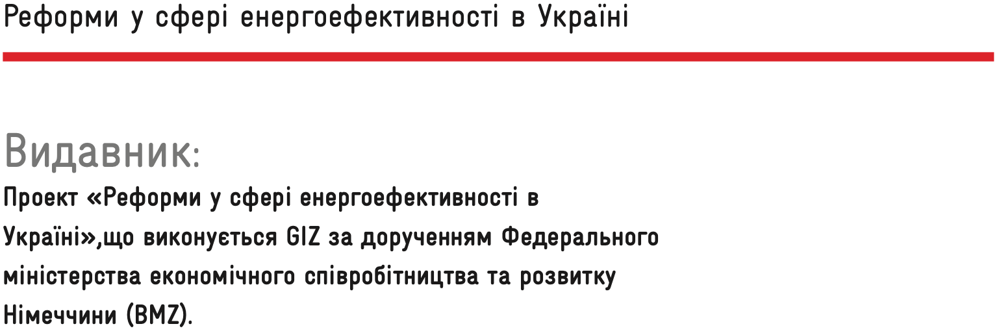 Реформи у сфері енергоефективності в Україні
Видавник:
Проект «Реформи у сфері енергоефективності в
Україні»,що виконується GIZ за дорученням Федерального
міністерства економічного співробітництва та розвитку
Німеччини (BMZ).